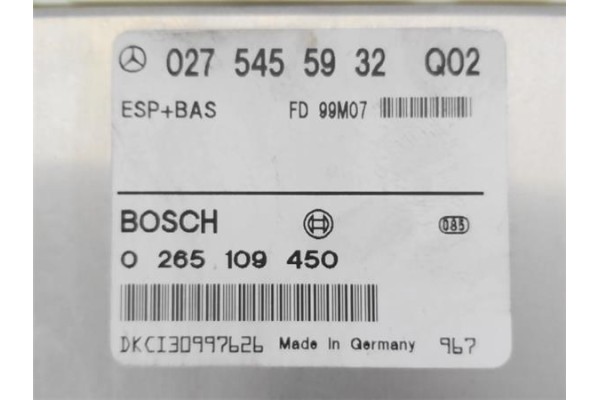 027 545 59 32 Q02
ESP+BAS FD 99M07
BOSCH 085
0 265 109 450
DKCI30997626 Made In Germany 967